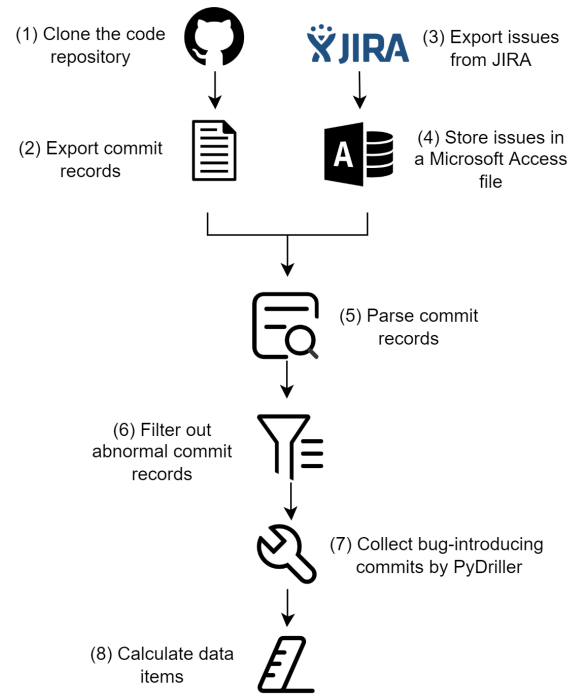 (1) Clone the code
repository)
JIRA
(3) Export issues
from JIRA)
(2) Export commit
records
A
(4) Store issues in
a Microsoft Access
file
(5) Parse commit
records
(6) Filter out
abnormal commit
records
(7) Collect bug-introducing
commits by PyDriller
(8) Calculate data
items